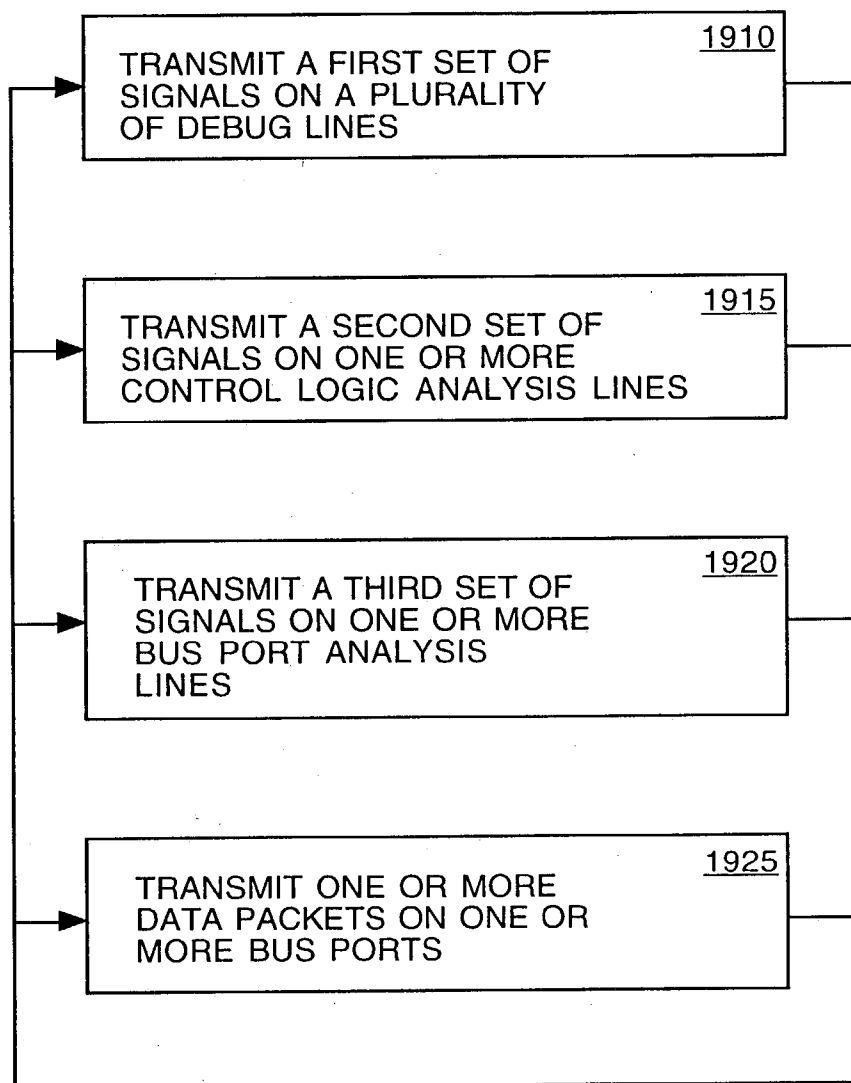 1910
TRANSMIT A FIRST SET OF
SIGNALS ON A PLURALITY
OF DEBUG LINES
1915
TRANSMIT A SECOND SET OF
SIGNALS ON ONE OR MORE
CONTROL LOGIC ANALYSIS LINES
1920
TRANSMIT A THIRD SET OF
SIGNALS ON ONE OR MORE
BUS PORT ANALYSIS
LINES
1925
TRANSMIT ONE OR MORE
DATA PACKETS ON ONE OR
MORE BUS PORTS